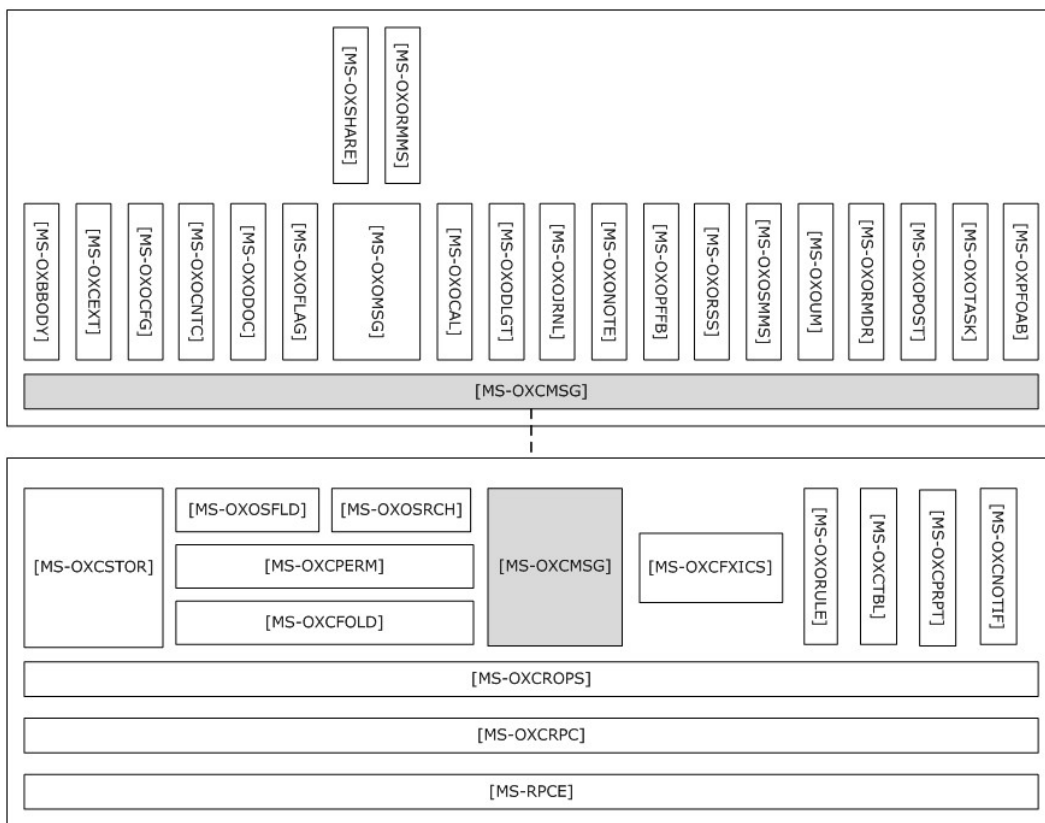 [MS-OXSHARE]
[MS-OXORMMS]
[MS-OXBBODY]
[MS-OXCEXT]
[MS-OXOCFG]
[MS-OXOCNTC]
[MS-OXODOC]
[MS-OXOFLAG]
[MS-OXOMSG]
[MS-OXOCAL]
[MS-OXODLGT]
[MS-OXOJRNL]
[MS-OXONOTE]
[MS-OXOPFFB]
[MS-OXORSS]
[MS-OXOSMMS]
[MS-OXOUM]
[MS-OXORMDR]
[MS-OXOPOST]
[MS-OXOTASK]
[MS-OXPFOAB]
[MS-OXCMSG]
[MS-OXCSTOR]
[MS-OXOSFLD]
[MS-OXOSRCH]
[MS-OXCPERM]
[MS-OXCFOLD]
[MS-OXCMSG]
[MS-OXCFXICS]
[MS-OXORULE]
[MS-OXCTBL]
[MS-OXCPRPT]
[MS-OXCNOTIF]
[MS-OXCROPS]
[MS-OXCRPC]
[MS-RPCE]